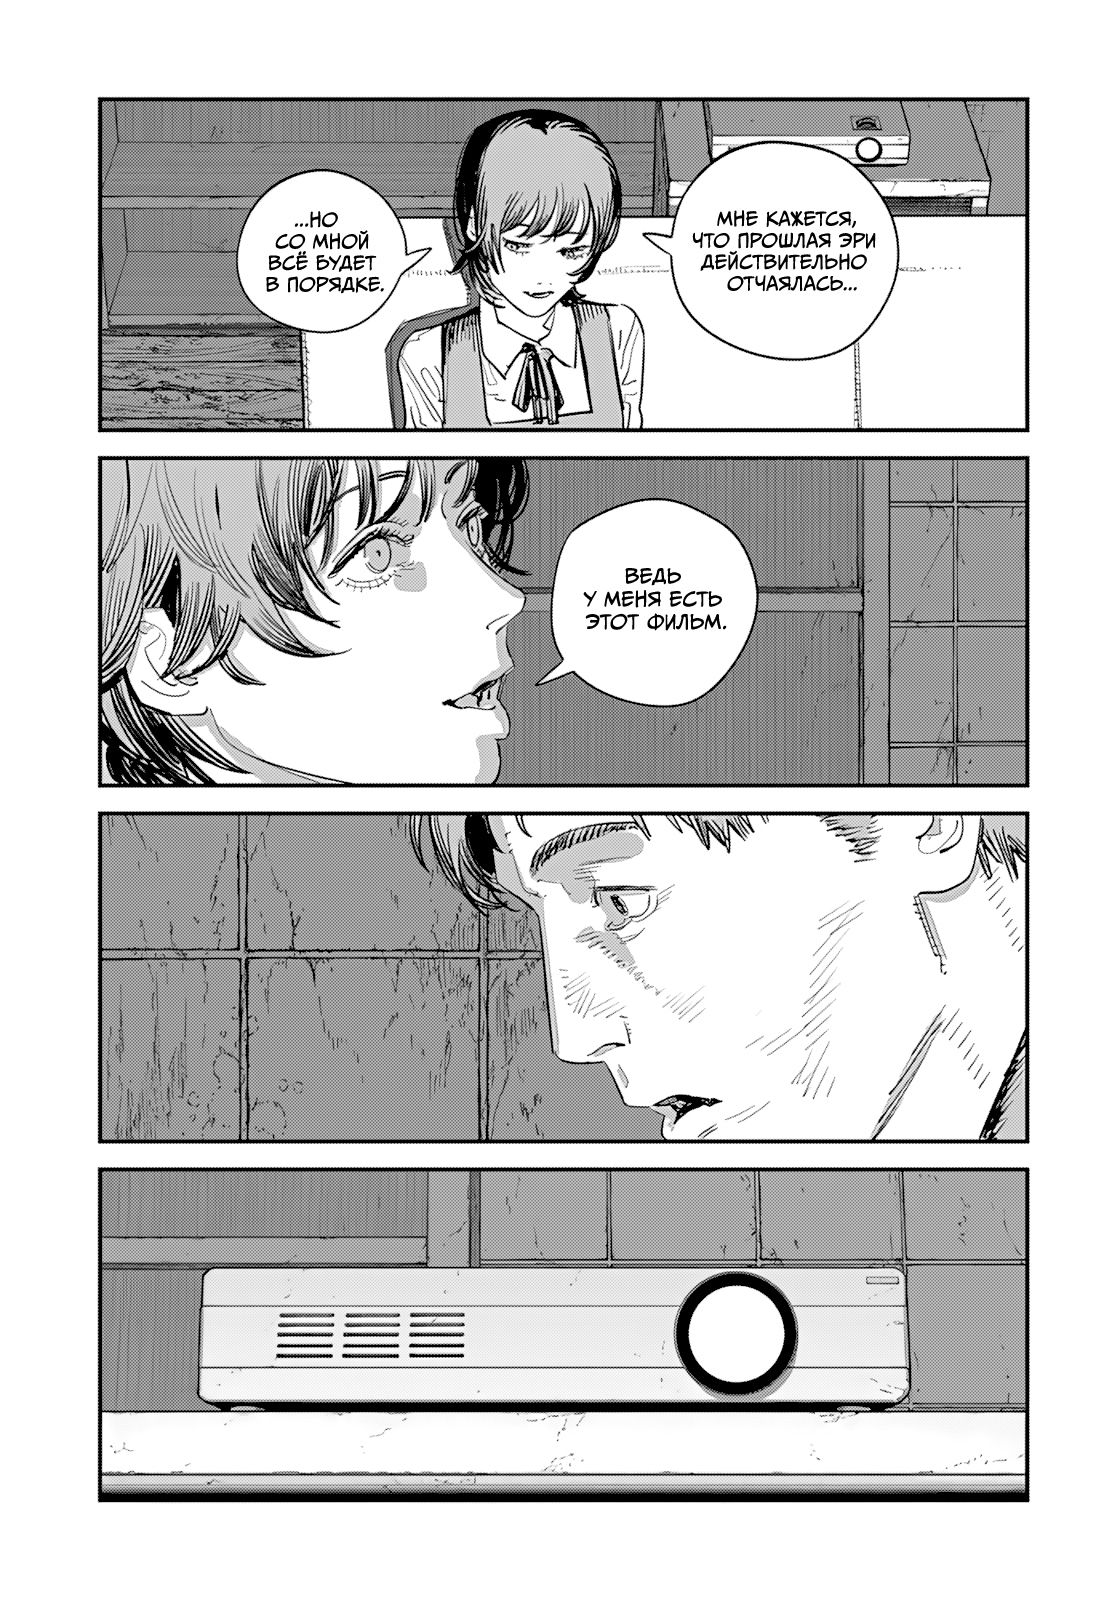 МНЕ КАЖЕТСЯ,
ЧТО ПРОШЛАЯ ЭРИ
ДЕЙСТВИТЕЛЬНО
ОТЧАЯЛАСЬ...
...НО
СО МНОЙ
ВСЁ БУДЕТ
В ПОРЯДКЕ.
ВЕДЬ
У МЕНЯ ЕСТЬ
ЭТОТ ФИЛЬМ.